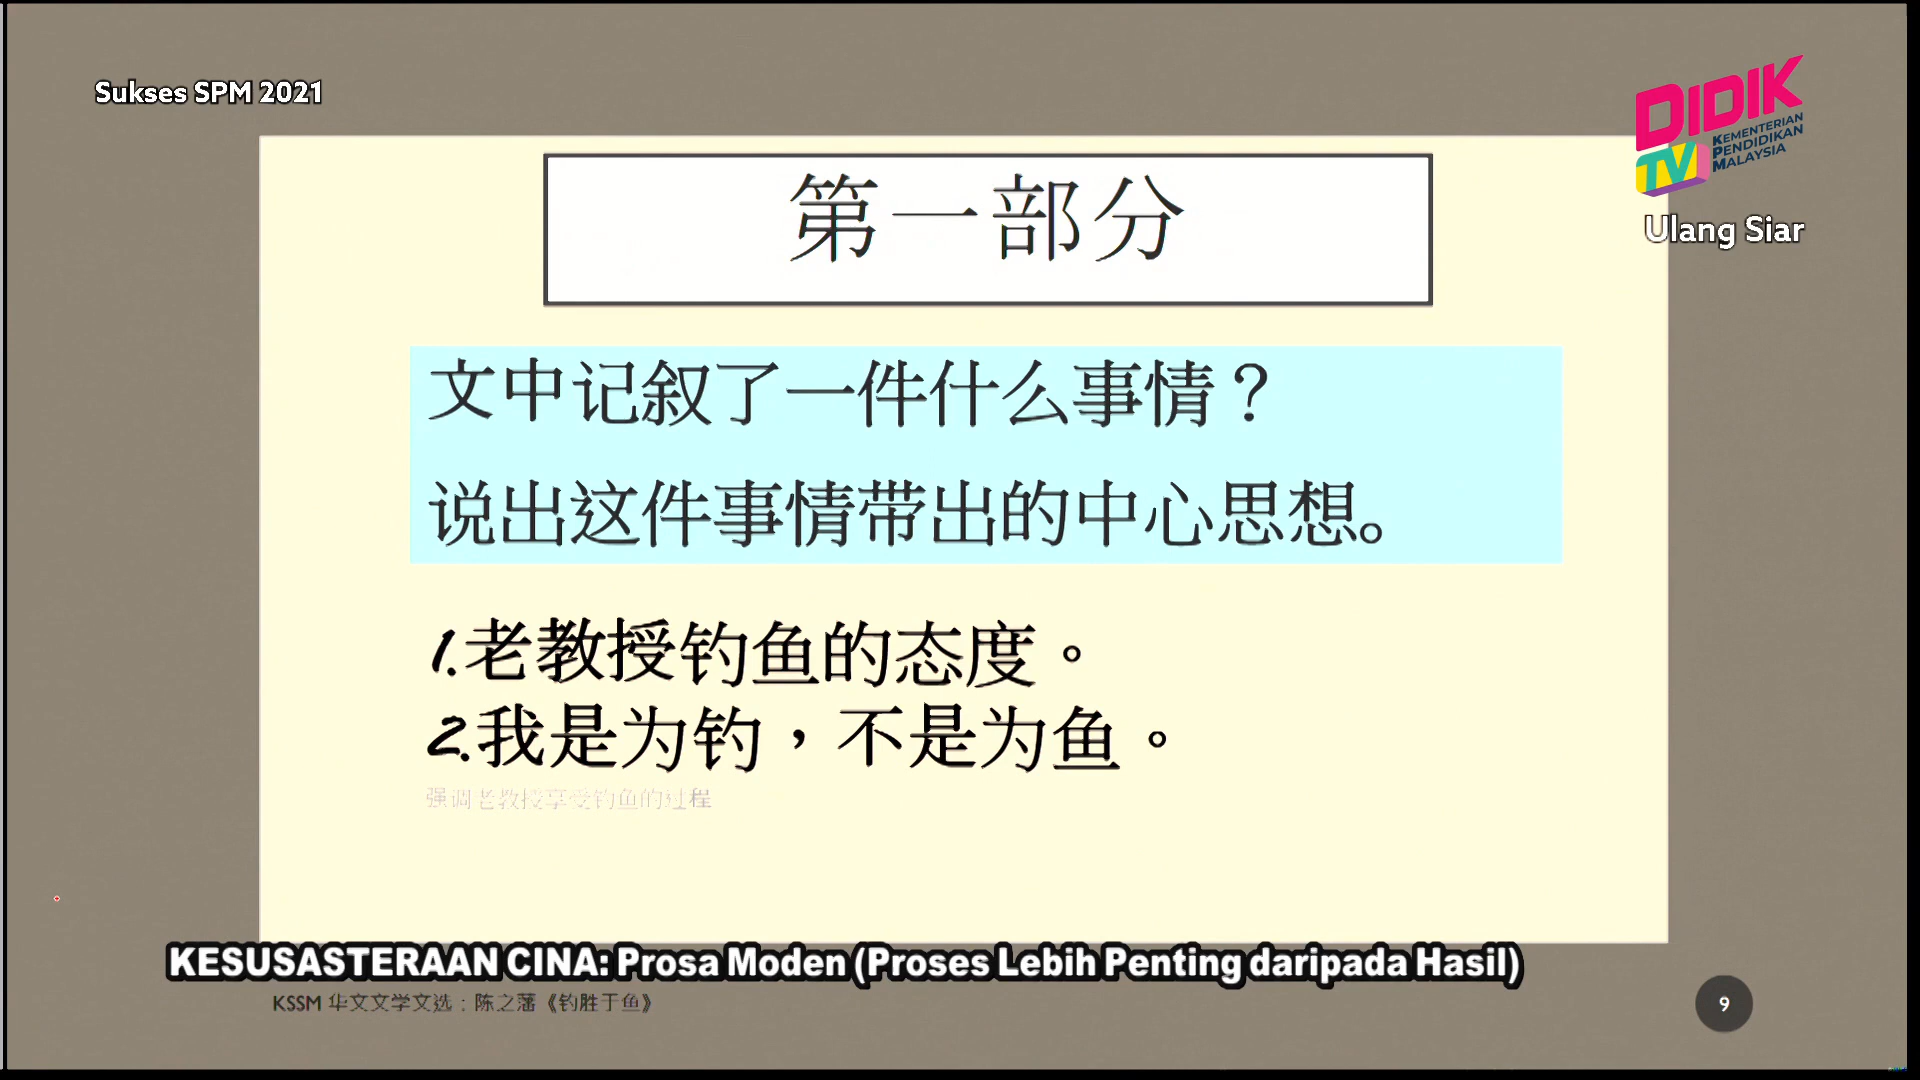 Sukses SPM 2021
DIDIK
TV
KEMENTERIAN
PENDIDIKAN
MALAYSIA
Ulang Siar
第一部分
文中记叙了一件什么事情？
说出这件事情带出的中心思想。
1.老教授钓鱼的态度。
2.我是为钓，不是为鱼。
强调老教授享受钓鱼的过程
KESUSASTERAAN CINA: Prosa Moden (Proses Lebih Penting daripada Hasil)
KSSM 华文文学文选：陈之藩《钓胜于鱼》
9